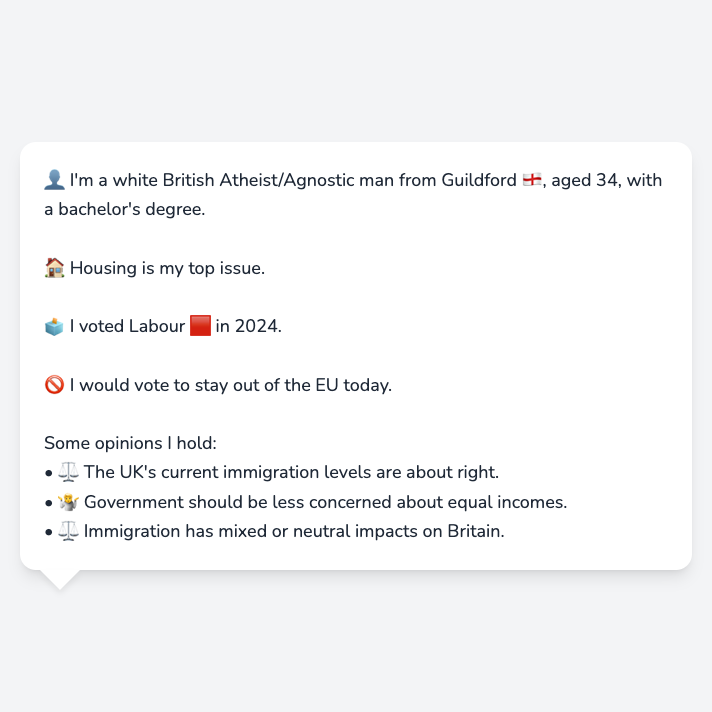 👤 I'm a white British Atheist/Agnostic man from Guildford 🏴󠁧󠁢󠁥󠁮󠁧󠁿, aged 34, with
a bachelor's degree.
🏠 Housing is my top issue.
🗳️ I voted Labour 🟥 in 2024.
🚫 I would vote to stay out of the EU today.
Some opinions I hold:
• ⚖️ The UK's current immigration levels are about right.
• 🤷 Government should be less concerned about equal incomes.
• ⚖️ Immigration has mixed or neutral impacts on Britain.